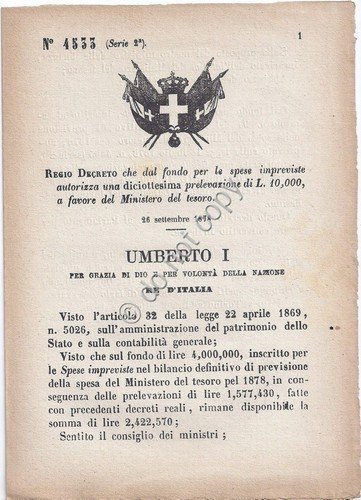 N° 4533 (Serie 2ª).
1
REGIO DECRETO che dal fondo per le spese impreviste
autorizza una diciottesima prelevazione di L. 10,000,
a favore del Ministero del tesoro.
26 settembre 1878
UMBERTO I
PER GRAZIA DI DIO E PER VOLONTÀ DELLA NAZIONE
RE D'ITALIA
Visto l'articolo 32 della legge 22 aprile 1869,
n. 5026, sull'amministrazione del patrimonio dello
Stato e sulla contabilità generale;
Visto che sul fondo di lire 4,000,000, inscritto per
le Spese impreviste nel bilancio definitivo di previsione
della spesa del Ministero del tesoro pel 1878, in con-
seguenza delle prelevazioni di lire 1,577,430, fatte
con precedenti decreti reali, rimane disponibile la
somma di lire 2,422,570;
Sentito il consiglio dei ministri;
do not copy